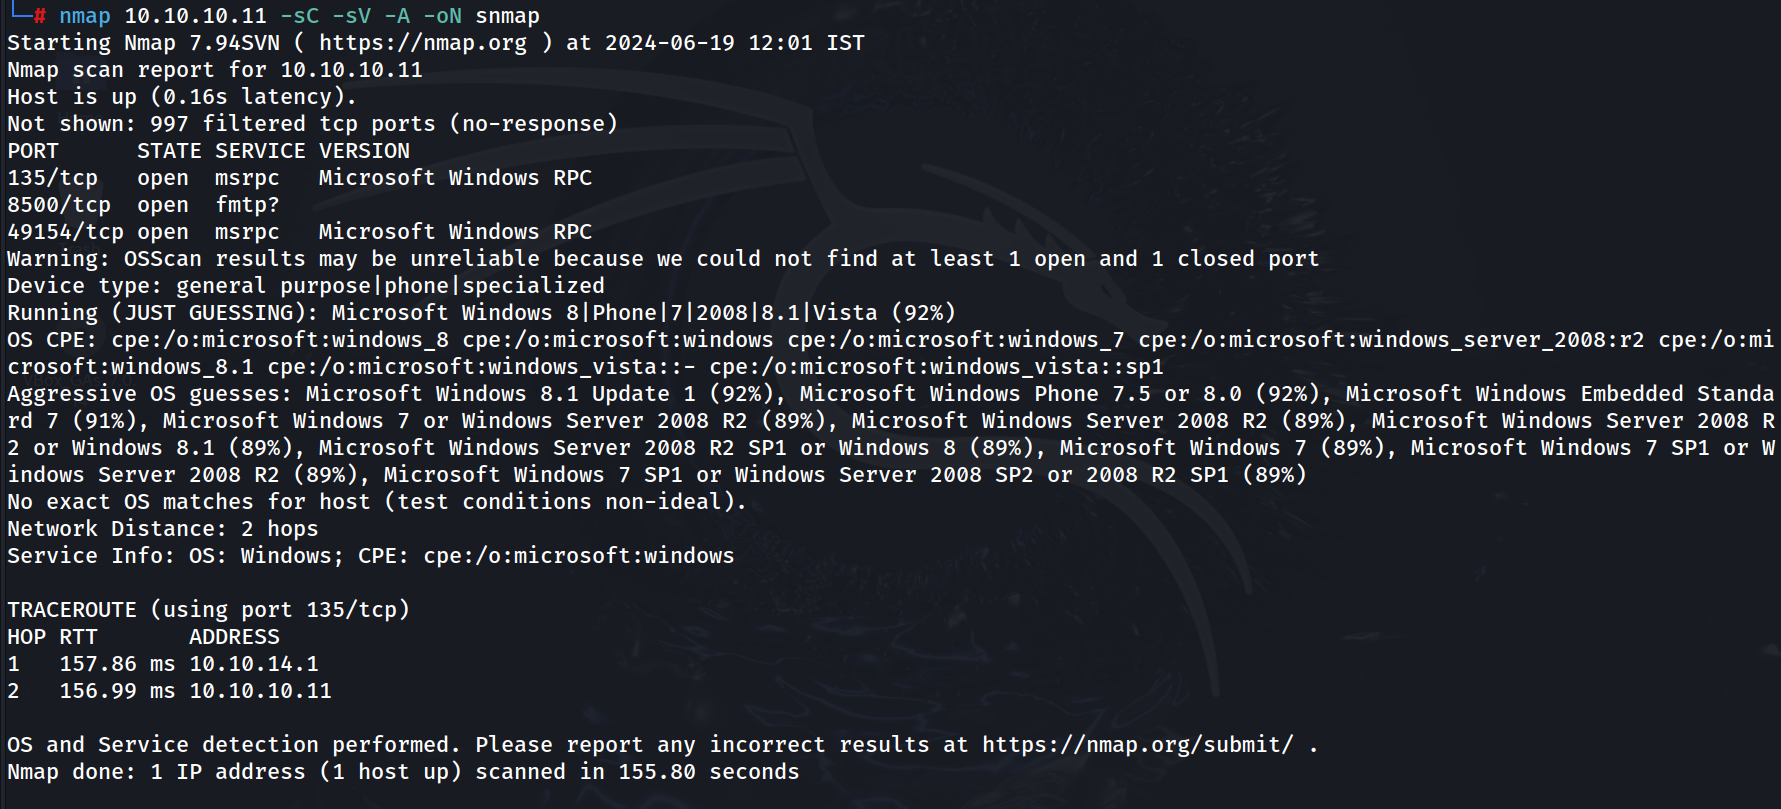 └─# nmap 10.10.10.11 -sC -sV -A -oN snmap
Starting Nmap 7.94SVN ( https://nmap.org ) at 2024-06-19 12:01 IST
Nmap scan report for 10.10.10.11
Host is up (0.16s latency).
Not shown: 997 filtered tcp ports (no-response)
PORT      STATE SERVICE VERSION
135/tcp   open  msrpc   Microsoft Windows RPC
8500/tcp  open  fmtp?
49154/tcp open  msrpc   Microsoft Windows RPC
Warning: OSScan results may be unreliable because we could not find at least 1 open and 1 closed port
Device type: general purpose|phone|specialized
Running (JUST GUESSING): Microsoft Windows 8|Phone|7|2008|8.1|Vista (92%)
OS CPE: cpe:/o:microsoft:windows_8 cpe:/o:microsoft:windows cpe:/o:microsoft:windows_7 cpe:/o:microsoft:windows_server_2008:r2 cpe:/o:mi
crosoft:windows_8.1 cpe:/o:microsoft:windows_vista::- cpe:/o:microsoft:windows_vista::sp1
Aggressive OS guesses: Microsoft Windows 8.1 Update 1 (92%), Microsoft Windows Phone 7.5 or 8.0 (92%), Microsoft Windows Embedded Standa
rd 7 (91%), Microsoft Windows 7 or Windows Server 2008 R2 (89%), Microsoft Windows Server 2008 R2 (89%), Microsoft Windows Server 2008 R
2 or Windows 8.1 (89%), Microsoft Windows Server 2008 R2 SP1 or Windows 8 (89%), Microsoft Windows 7 (89%), Microsoft Windows 7 SP1 or W
indows Server 2008 R2 (89%), Microsoft Windows 7 SP1 or Windows Server 2008 SP2 or 2008 R2 SP1 (89%)
No exact OS matches for host (test conditions non-ideal).
Network Distance: 2 hops
Service Info: OS: Windows; CPE: cpe:/o:microsoft:windows
TRACEROUTE (using port 135/tcp)
HOP RTT       ADDRESS
1   157.86 ms 10.10.14.1
2   156.99 ms 10.10.10.11
OS and Service detection performed. Please report any incorrect results at https://nmap.org/submit/ .
Nmap done: 1 IP address (1 host up) scanned in 155.80 seconds